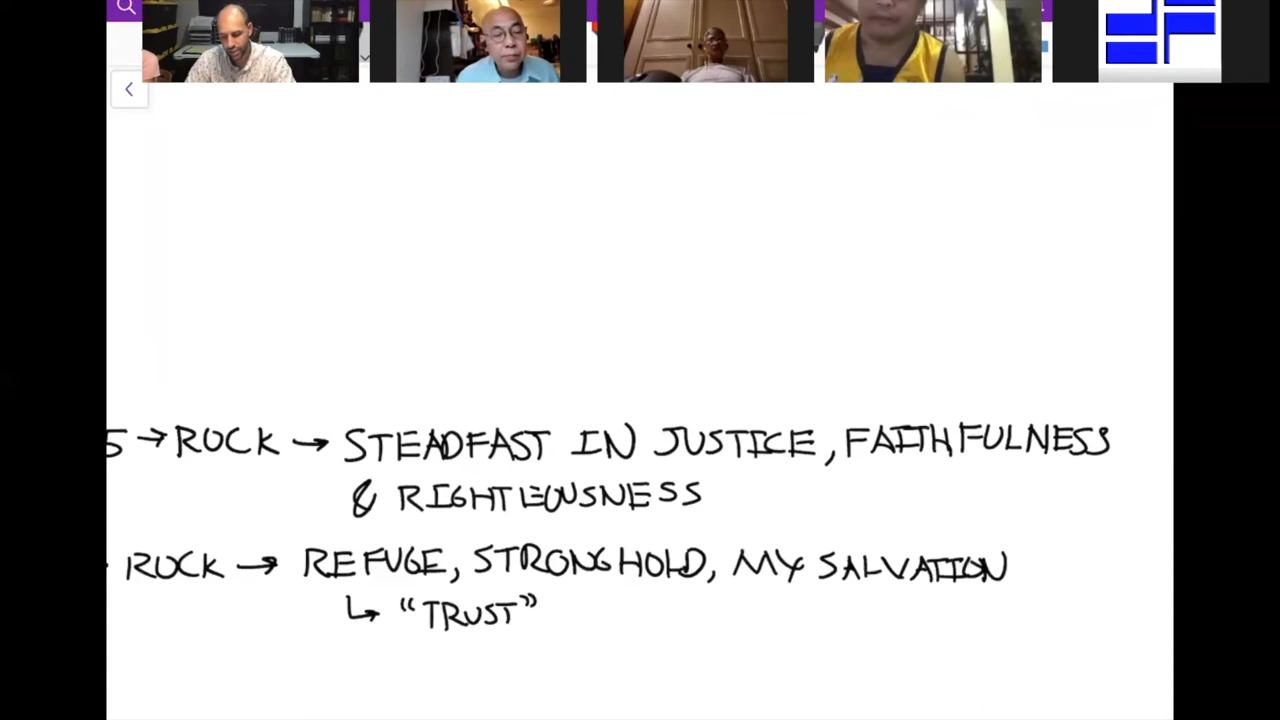 5 → ROCK → STEADFAST IN JUSTICE, FAITHFULNESS
& RIGHTEOUSNESS
ROCK → REFUGE, STRONGHOLD, MY SALVATION
↳ “TRUST”